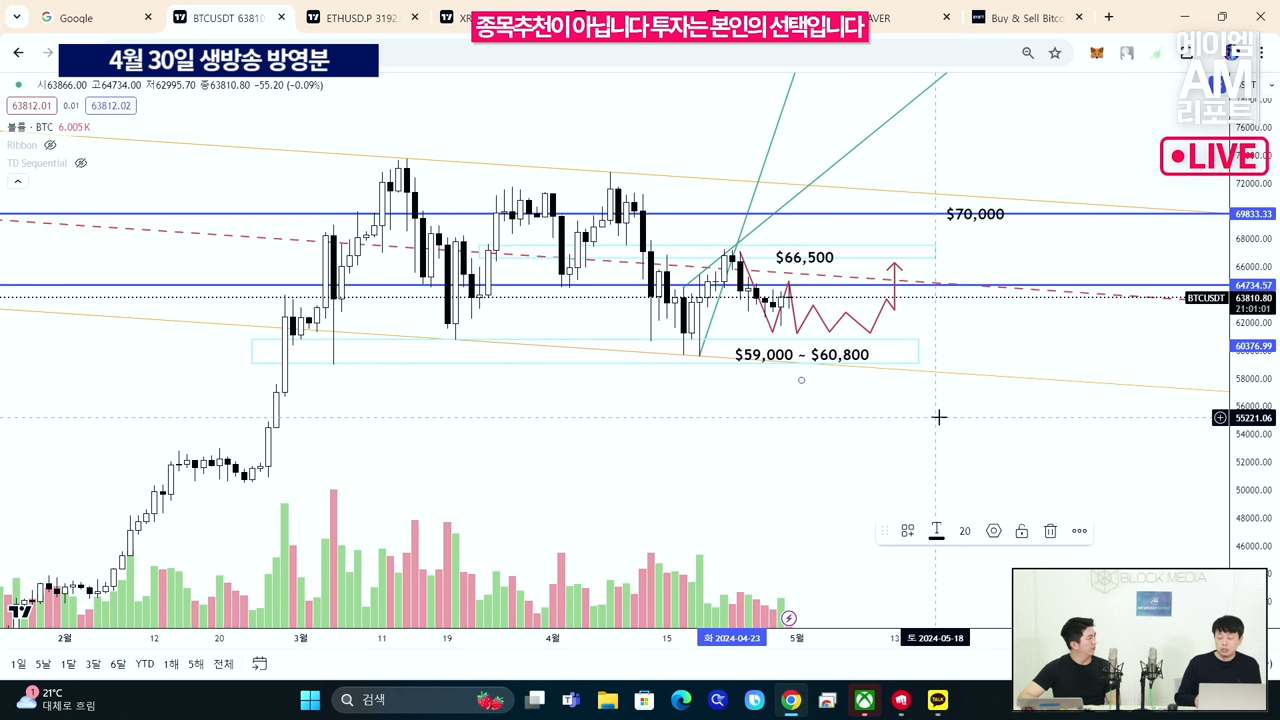 Google
BTCUSDT 6381
ETHUSD.P 3192.
XR
AVER
Buy & Sell Bitco
종목추천이 아닙니다 투자는 본인의 선택입니다
4월 30일 생방송 방영분
에이엠
AM
리포트
LIVE
시63866.00 고64734.00 저62995.70 종63810.80 −55.20 (−0.09%)
63812.01 0.01 63812.02
볼륨 · BTC 6.005K
Ribbon
TD Sequential
76000.00
72000.00
$70,000
69833.33
68000.00
$66,500
66000.00
64734.57
BTCUSDT 63810.80
21:01:01
62000.00
60376.99
$59,000 ~ $60,800
58000.00
56000.00
55221.06
54000.00
52000.00
50000.00
48000.00
46000.00
20
BLOCK MEDIA
2월 12 20 3월 11 19 4월 15 화 2024-04-23 5월 13 토 2024-05-18
1일 5날 1달 3달 6달 YTD 1해 5해 전체
1
21°C
대체로 흐림
검색
TALK